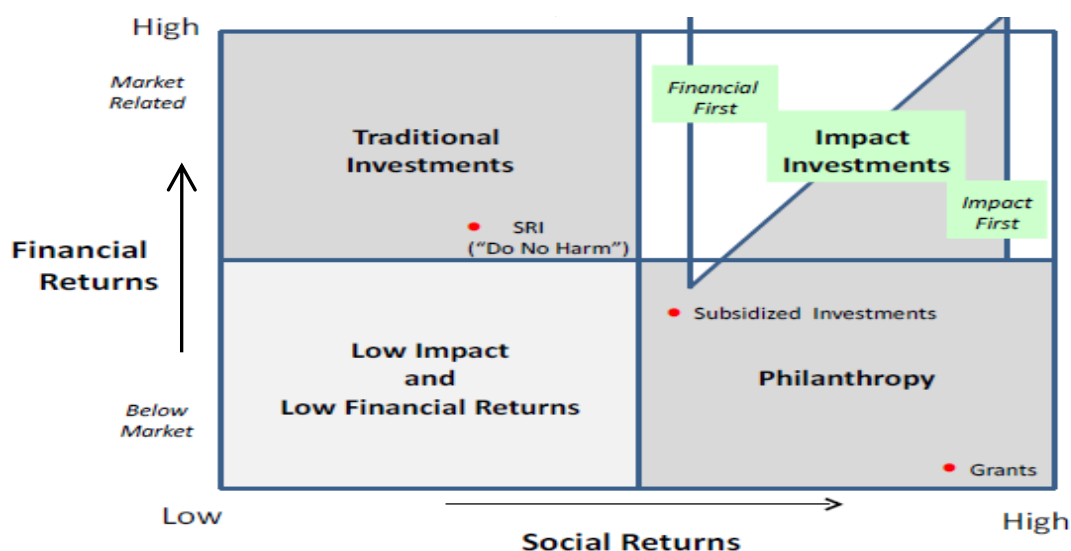 High
Market
Related
Financial
First
Traditional
Investments
Impact
Investments
Impact
First
SRI
(“Do No Harm”)
Financial
Returns
Subsidized Investments
Low Impact
and
Low Financial Returns
Philanthropy
Below
Market
Grants
Low
High
Social Returns